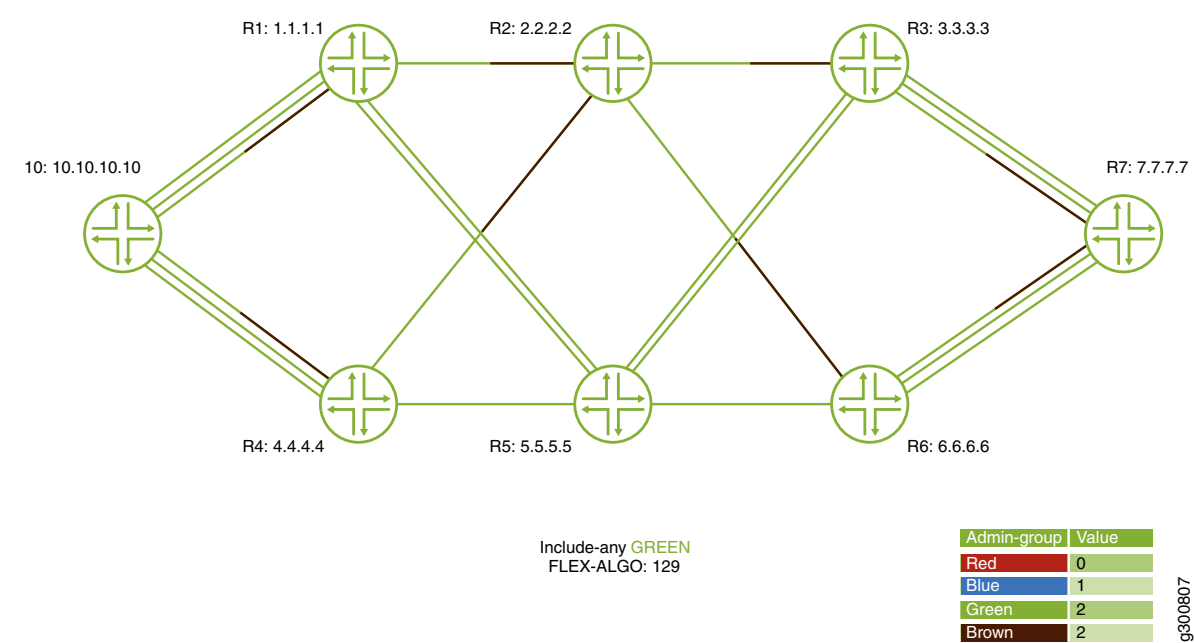 R1: 1.1.1.1
R2: 2.2.2.2
R3: 3.3.3.3
10: 10.10.10.10
R7: 7.7.7.7
R4: 4.4.4.4
R5: 5.5.5.5
R6: 6.6.6.6
Include-any GREEN
FLEX-ALGO: 129
Admin-group Value
Red 0
Blue 1
Green 2
Brown 2
g300807